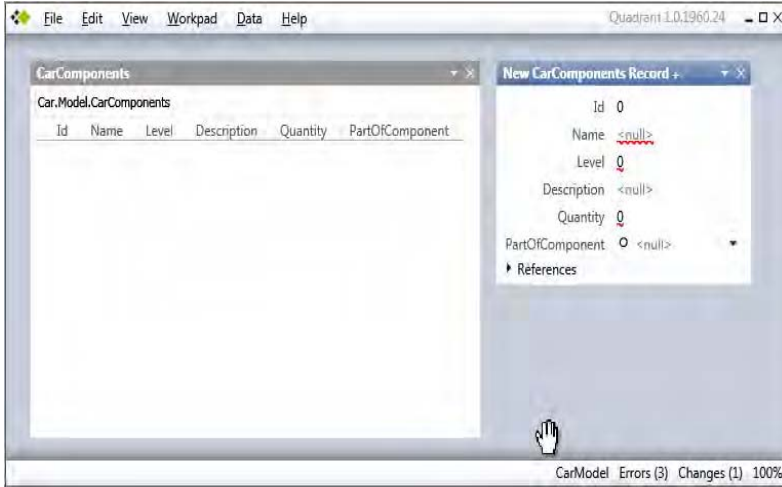 File Edit View Workpad Data Help Quadrant 1.0.1960.24
CarComponents
Car.Model.CarComponents
Id Name Level Description Quantity PartOfComponent
New CarComponents Record +
Id 0
Name <null>
Level 0
Description <null>
Quantity 0
PartOfComponent <null>
References
CarModel Errors (3) Changes (1) 100%